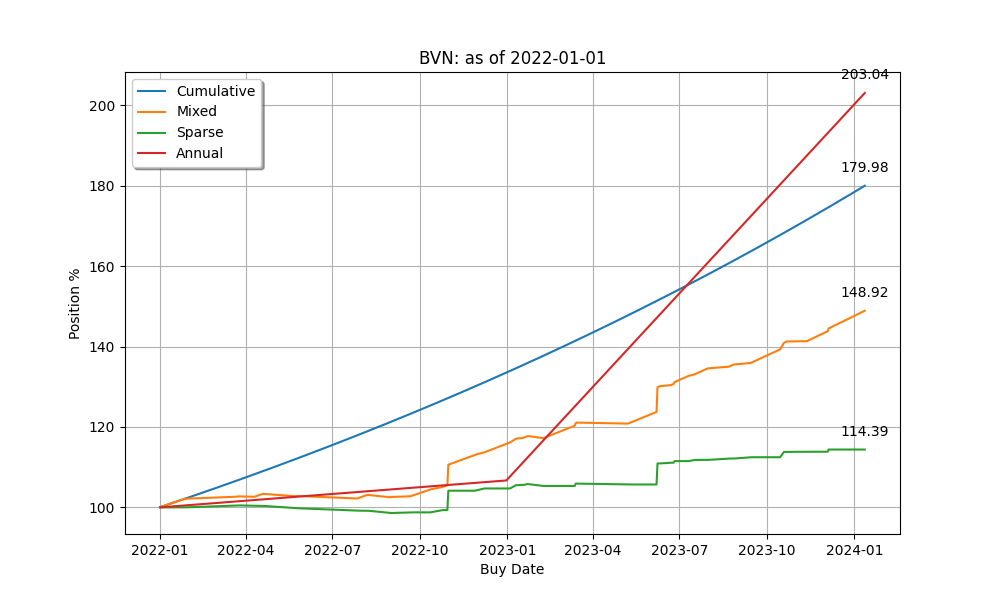 BVN: as of 2022-01-01
Cumulative
Mixed
Sparse
Annual
203.04
179.98
148.92
114.39
Position %
200
180
160
140
120
100
2022-01
2022-04
2022-07
2022-10
2023-01
2023-04
2023-07
2023-10
2024-01
Buy Date